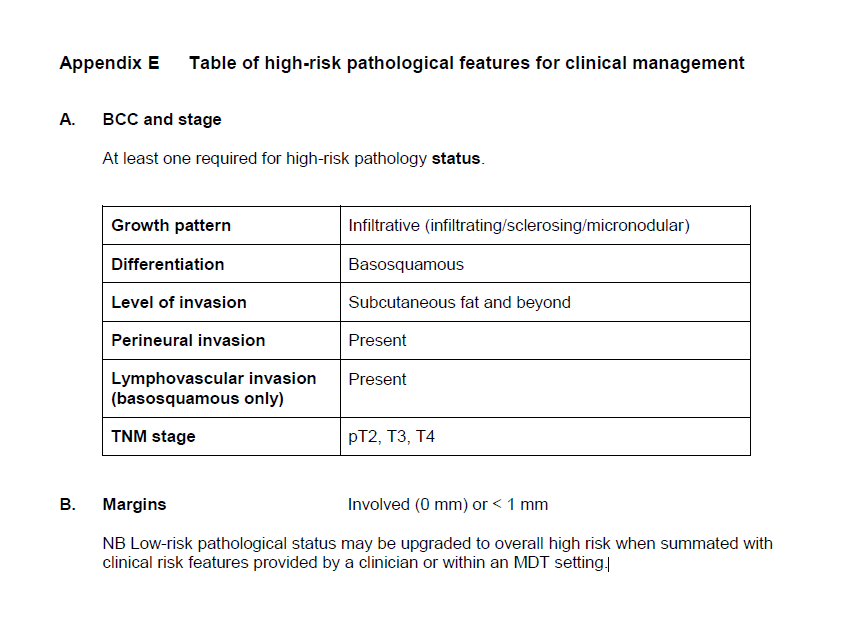 Appendix E Table of high-risk pathological features for clinical management
A. BCC and stage
At least one required for high-risk pathology status.
Growth pattern Infiltrative (infiltrating/sclerosing/micronodular)
Differentiation Basosquamous
Level of invasion Subcutaneous fat and beyond
Perineural invasion Present
Lymphovascular invasion Present
(basosquamous only)
TNM stage pT2, T3, T4
B. Margins Involved (0 mm) or < 1 mm
NB Low-risk pathological status may be upgraded to overall high risk when summated with
clinical risk features provided by a clinician or within an MDT setting.